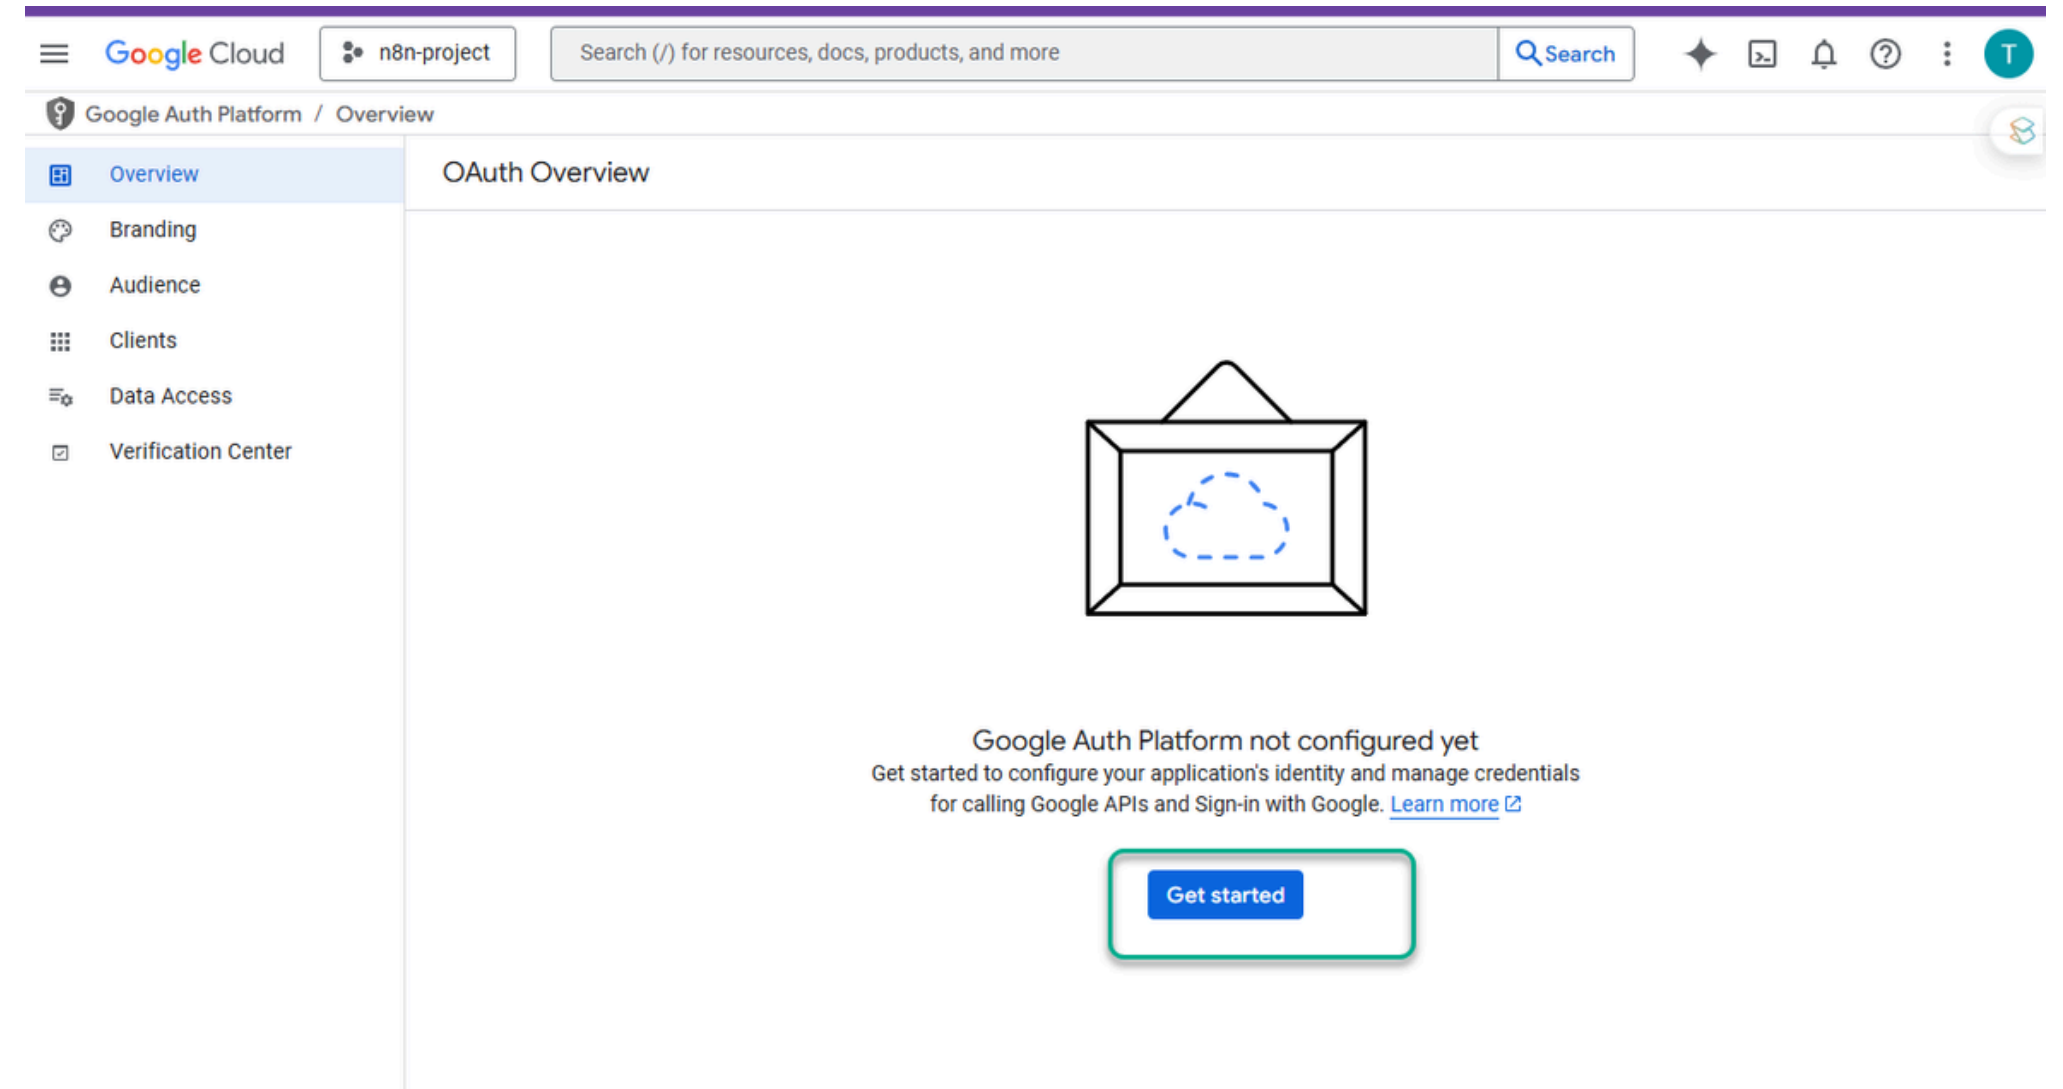 Google Cloud
n8n-project
Search (/) for resources, docs, products, and more
Search
T
Google Auth Platform / Overview
Overview
OAuth Overview
Branding
Audience
Clients
Data Access
Verification Center
Google Auth Platform not configured yet
Get started to configure your application's identity and manage credentials
for calling Google APIs and Sign-in with Google. Learn more
Get started